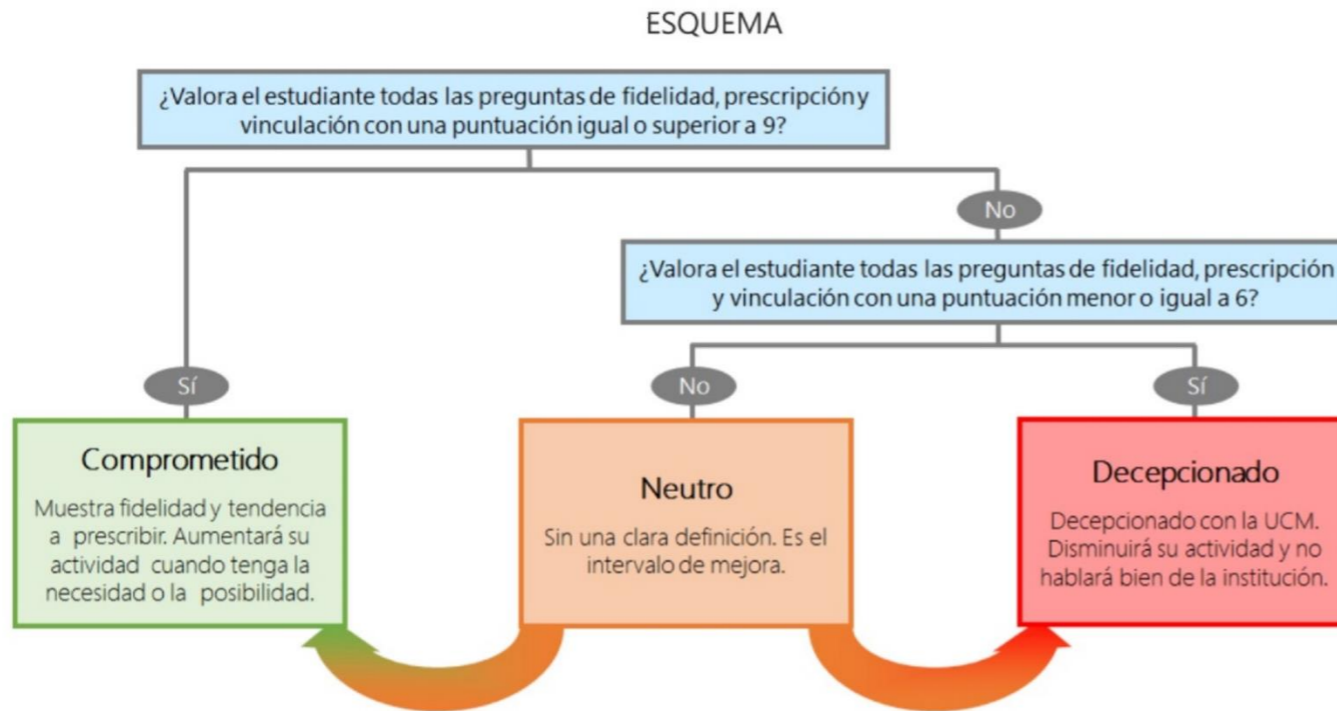 ESQUEMA
¿Valora el estudiante todas las preguntas de fidelidad, prescripción y
vinculación con una puntuación igual o superior a 9?
No
¿Valora el estudiante todas las preguntas de fidelidad, prescripción
y vinculación con una puntuación menor o igual a 6?
Sí
No
Sí
Comprometido
Muestra fidelidad y tendencia
a prescribir. Aumentará su
actividad cuando tenga la
necesidad o la posibilidad.
Neutro
Sin una clara definición. Es el
intervalo de mejora.
Decepcionado
Decepcionado con la UCM.
Disminuirá su actividad y no
hablará bien de la institución.